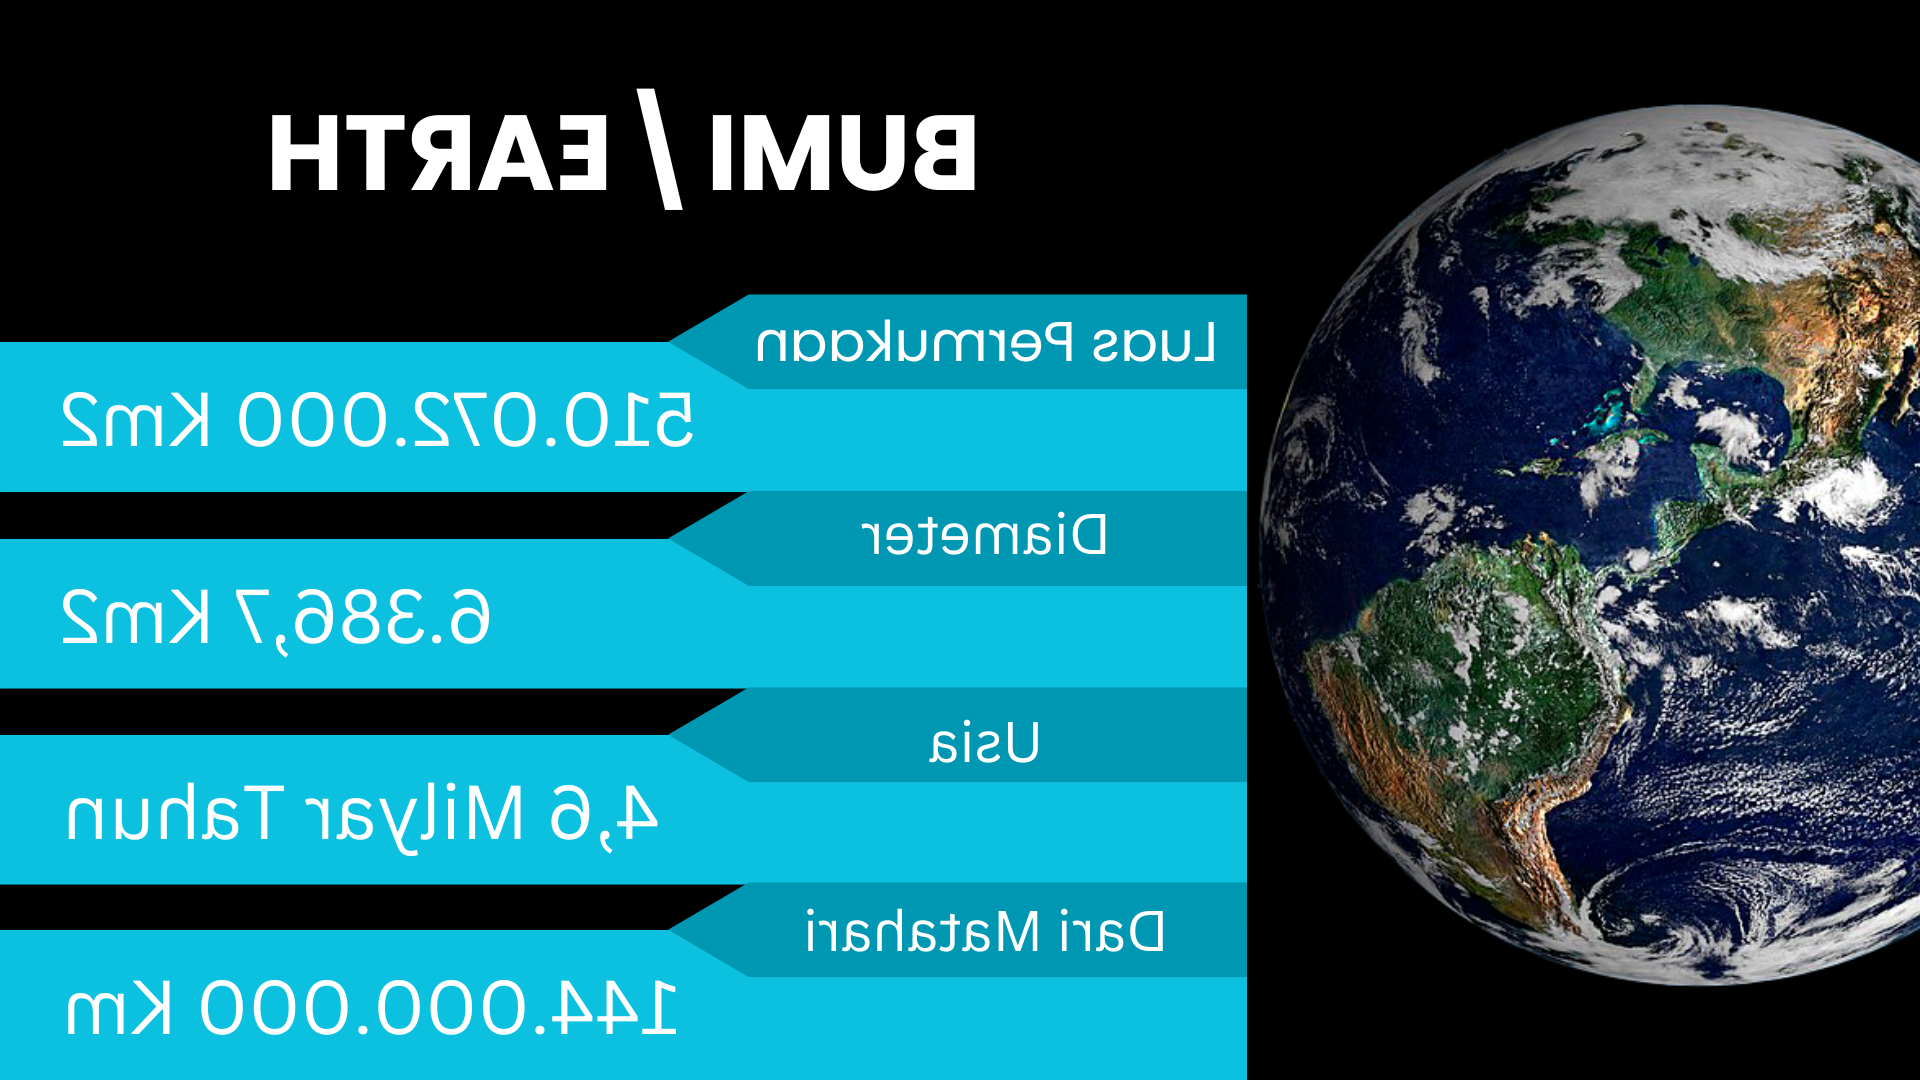 BUMI / EARTH
Luas Permukaan
510.072.000 Km2
Diameter
6.386,7 Km2
Usia
4,6 Milyar Tahun
Dari Matahari
144.000.000 Km